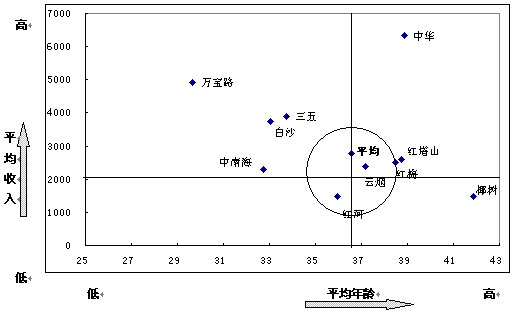 高
7000
6000
5000
4000
3000
2000
1000
0
平
均
收
入
低
中华
万宝路
三五
白沙
平均
红塔山
中南海
云烟
红梅
红河
椰树
25 27 29 31 33 35 37 39 41 43
低 平均年龄 高